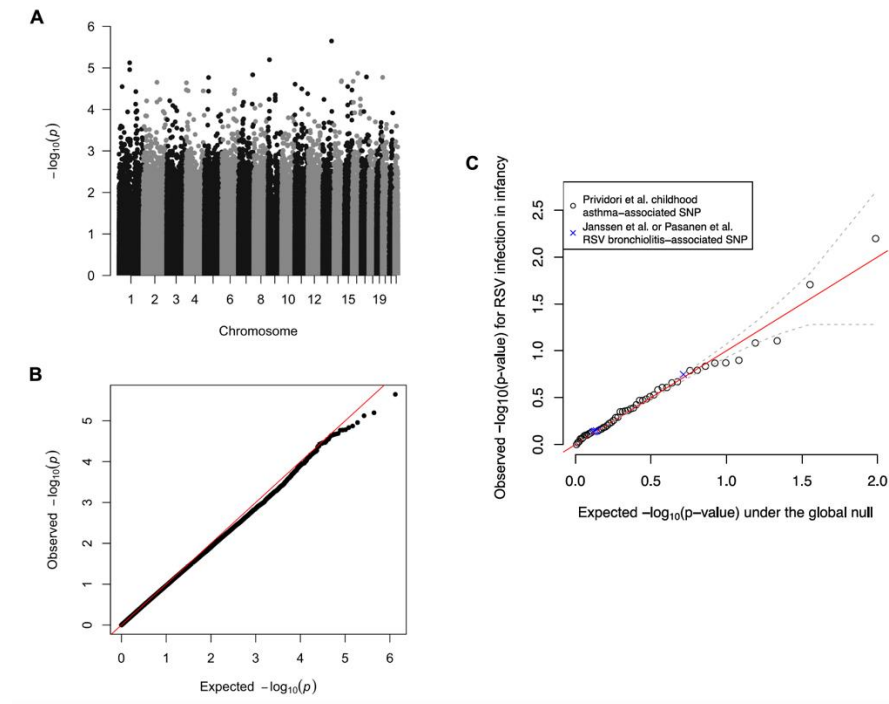 A
6
5
4
3
2
1
0
−log₁₀(p)
1 2 3 4 6 8 10 12 15 19
Chromosome
B
5
4
3
2
1
0
Observed −log₁₀(p)
0 1 2 3 4 5 6
Expected −log₁₀(p)
C
Prividori et al. childhood
asthma−associated SNP
Janssen et al. or Pasanen et al.
RSV bronchiolitis−associated SNP
2.5
2.0
1.5
1.0
0.5
0.0
Observed −log₁₀(p−value) for RSV infection in infancy
0.0 0.5 1.0 1.5 2.0
Expected −log₁₀(p−value) under the global null